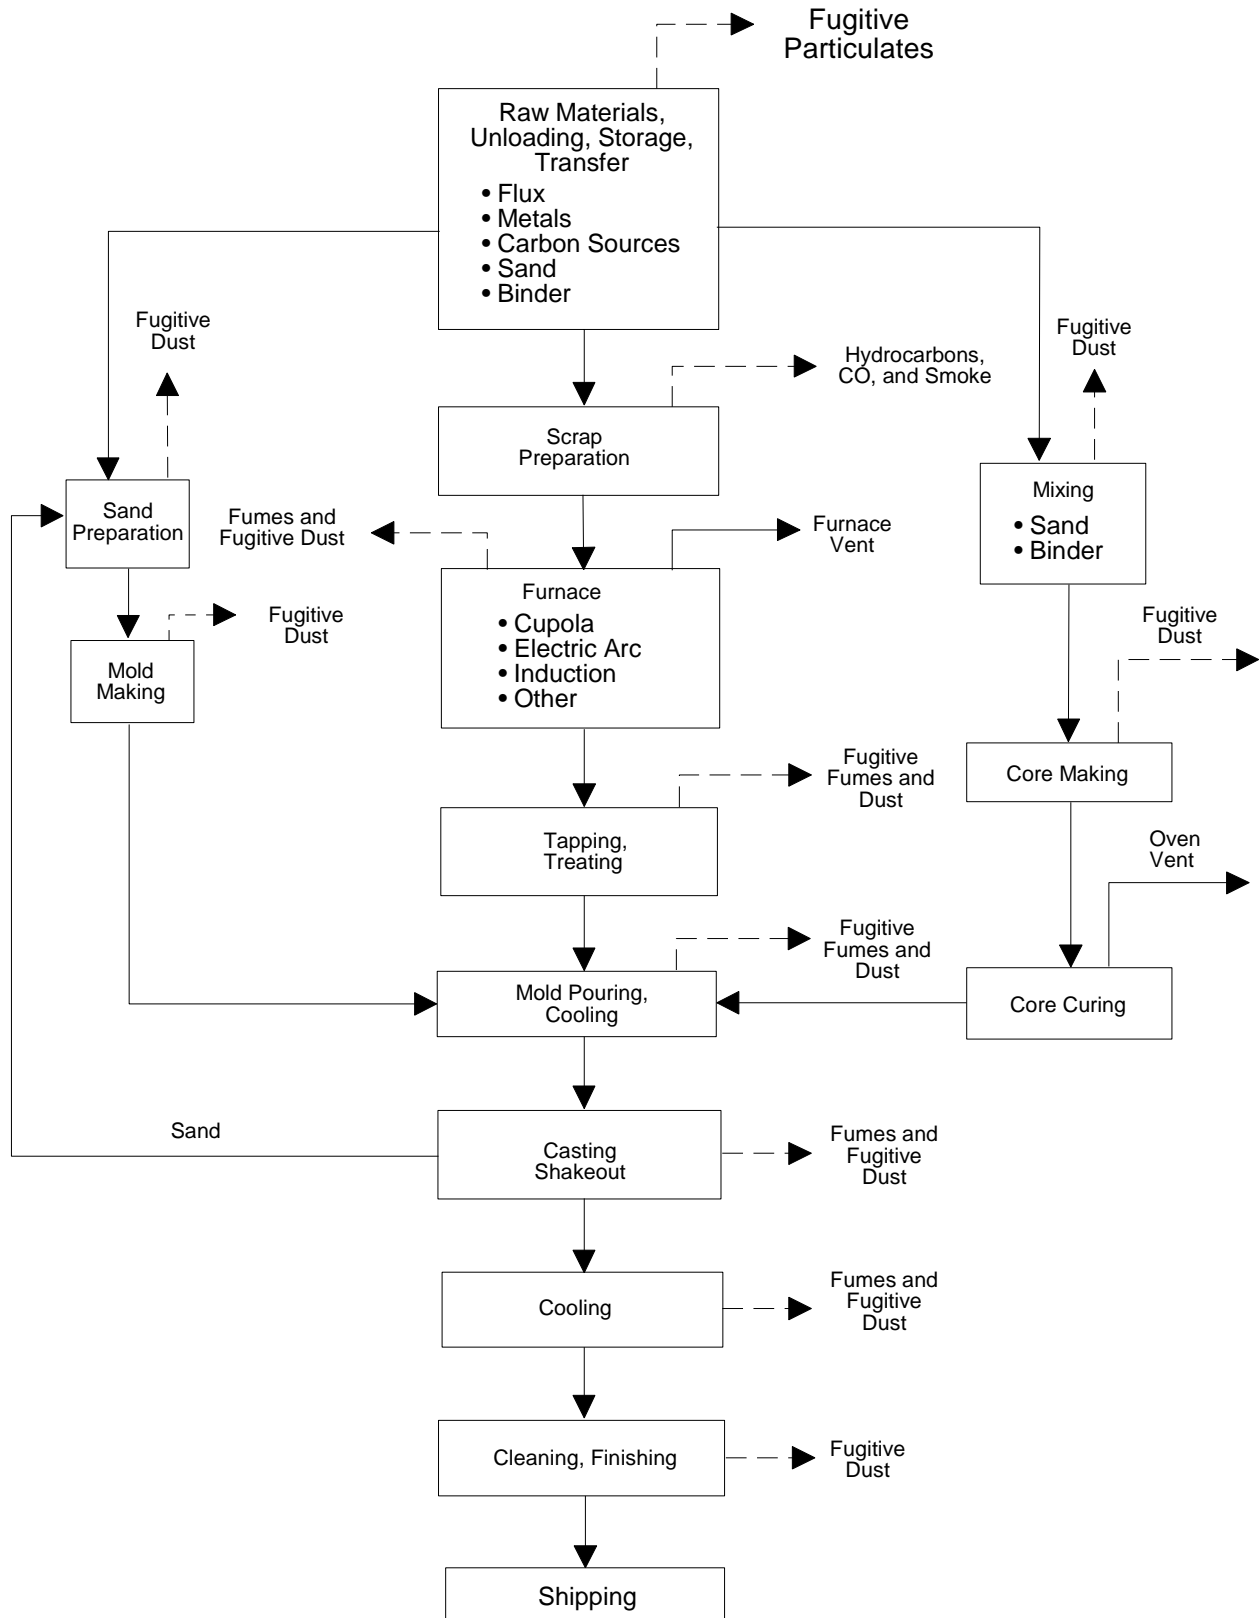 Fugitive
Particulates
Raw Materials,
Unloading, Storage,
Transfer
• Flux
• Metals
• Carbon Sources
• Sand
• Binder
Fugitive
Dust
Hydrocarbons,
CO, and Smoke
Fugitive
Dust
Scrap
Preparation
Sand
Preparation
Fumes and
Fugitive Dust
Furnace
Vent
Mixing
• Sand
• Binder
Furnace
• Cupola
• Electric Arc
• Induction
• Other
Fugitive
Dust
Mold
Making
Fugitive
Dust
Core Making
Fugitive
Fumes and
Dust
Tapping,
Treating
Oven
Vent
Fugitive
Fumes and
Dust
Mold Pouring,
Cooling
Core Curing
Sand
Casting
Shakeout
Fumes and
Fugitive
Dust
Cooling
Fumes and
Fugitive
Dust
Cleaning, Finishing
Fugitive
Dust
Shipping